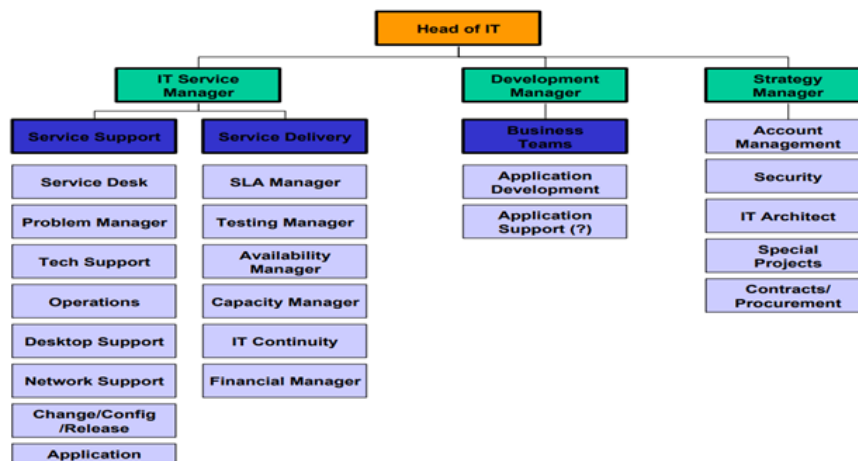 Head of IT
IT Service
Manager
Development
Manager
Strategy
Manager
Service Support
Service Delivery
Business
Teams
Account
Management
Service Desk
SLA Manager
Application
Development
Security
Problem Manager
Testing Manager
Application
Support (?)
IT Architect
Tech Support
Availability
Manager
Special
Projects
Operations
Capacity Manager
Contracts/
Procurement
Desktop Support
IT Continuity
Network Support
Financial Manager
Change/Config
/Release
Application